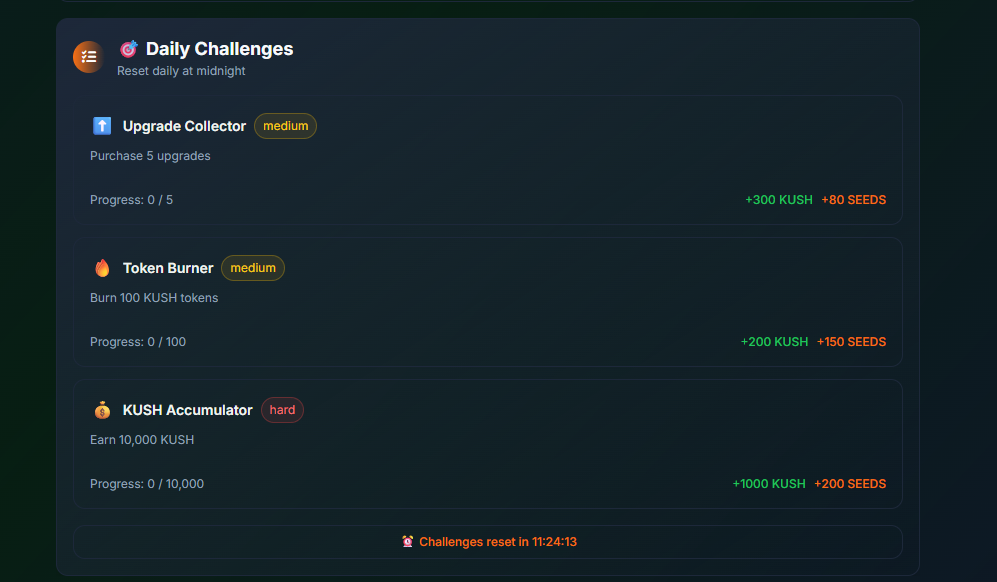 🎯 Daily Challenges
Reset daily at midnight
⬆️ Upgrade Collector medium
Purchase 5 upgrades
Progress: 0 / 5 +300 KUSH +80 SEEDS
🔥 Token Burner medium
Burn 100 KUSH tokens
Progress: 0 / 100 +200 KUSH +150 SEEDS
💰 KUSH Accumulator hard
Earn 10,000 KUSH
Progress: 0 / 10,000 +1000 KUSH +200 SEEDS
⏰ Challenges reset in 11:24:13